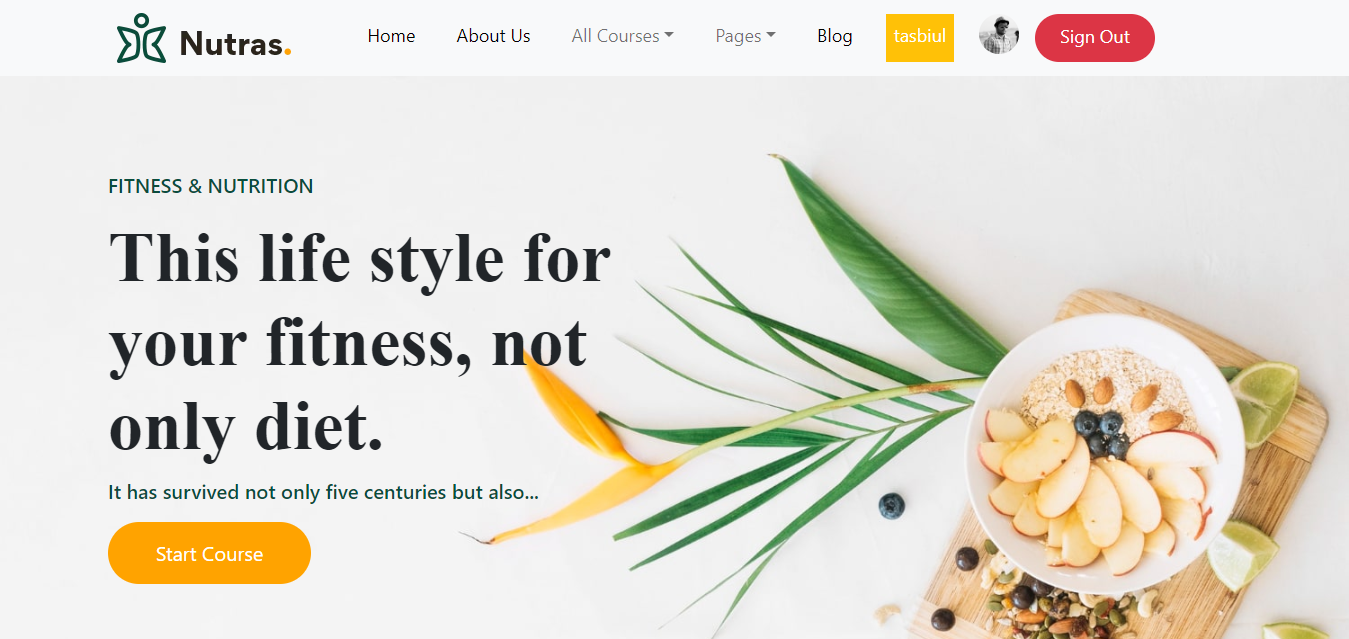 Nutras.
Home
About Us
All Courses
Pages
Blog
tasbiul
Sign Out
FITNESS & NUTRITION
This life style for
your fitness, not
only diet.
It has survived not only five centuries but also...
Start Course